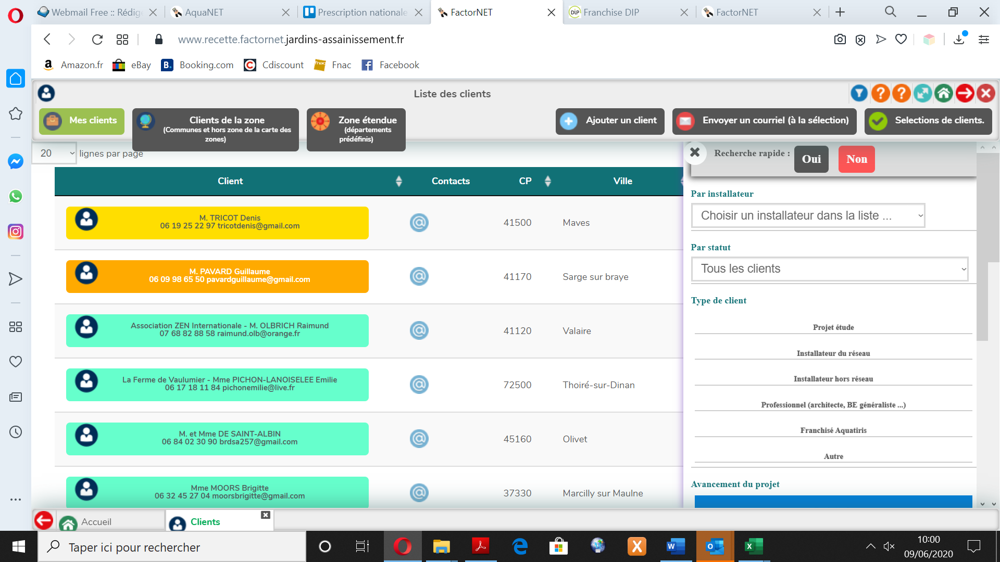 Webmail Free :: Rédig
AquaNET
Prescription nationale
FactorNET
Franchise DIP
FactorNET
www.recette.factornet.jardins-assainissement.fr
Amazon.fr
eBay
Booking.com
Cdiscount
Fnac
Facebook
Liste des clients
Mes clients
Clients de la zone
(Communes et hors zone de la carte des
zones)
Zone étendue
(départements
prédéfinis)
Ajouter un client
Envoyer un courriel (à la sélection)
Selections de clients.
20
lignes par page
Client
Contacts
CP
Ville
M. TRICOT Denis
06 19 25 22 97 tricotdenis@gmail.com
41500
Maves
M. PAVARD Guillaume
06 09 98 65 50 pavardguillaume@gmail.com
41170
Sarge sur braye
Association ZEN Internationale - M. OLBRICH Raimund
07 68 82 88 58 raimund.olb@orange.fr
41120
Valaire
La Ferme de Vaulumier - Mme PICHON-LANOISELEE Emilie
06 17 18 11 84 pichonemilie@live.fr
72500
Thoiré-sur-Dinan
M. et Mme DE SAINT-ALBIN
06 84 02 30 90 brdsa257@gmail.com
45160
Olivet
Mme MOORS Brigitte
06 32 45 27 04 moorsbrigitte@gmail.com
37330
Marcilly sur Maulne
Recherche rapide :
Oui
Non
Par installateur
Choisir un installateur dans la liste ...
Par statut
Tous les clients
Type de client
Projet étude
Installateur du réseau
Installateur hors réseau
Professionnel (architecte, BE généraliste ...)
Franchisé Aquatiris
Autre
Avancement du projet
Accueil
Clients
Taper ici pour rechercher
10:00
09/06/2020